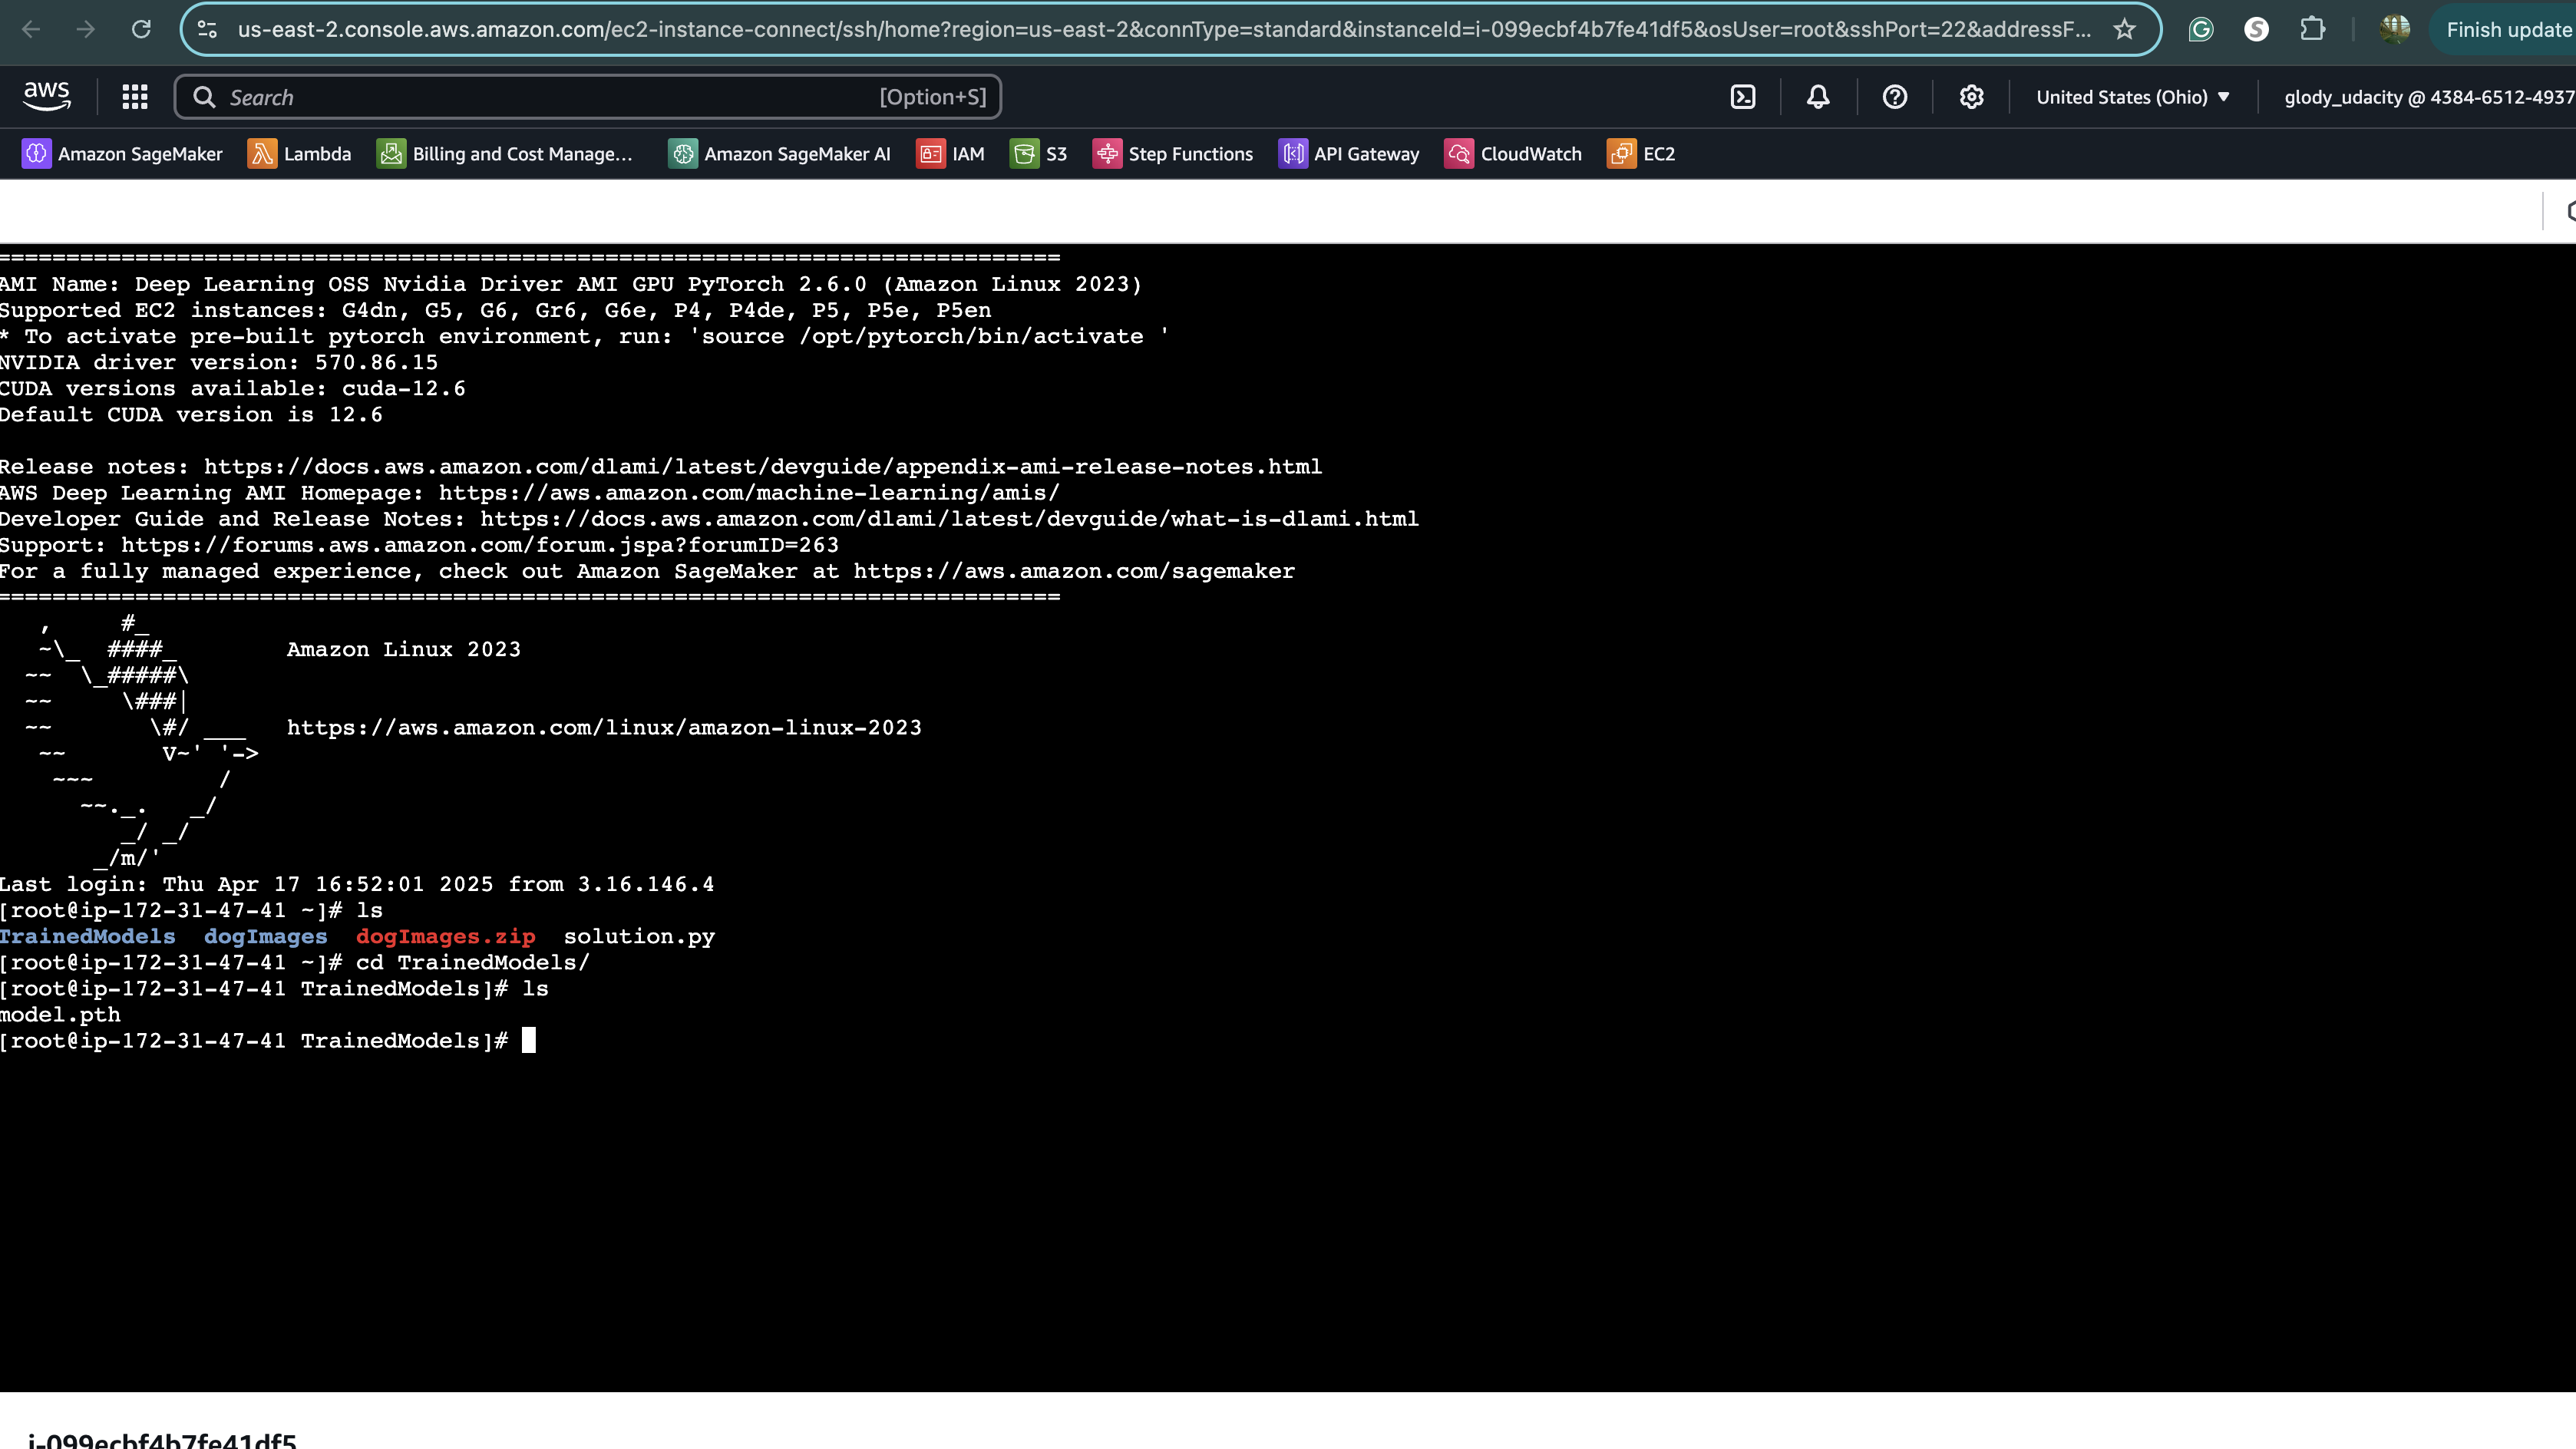 us-east-2.console.aws.amazon.com/ec2-instance-connect/ssh/home?region=us-east-2&connType=standard&instanceId=i-099ecbf4b7fe41df5&osUser=root&sshPort=22&addressF...
Finish update
aws
Search [Option+S]
United States (Ohio)
glody_udacity @ 4384-6512-4937
Amazon SageMaker Lambda Billing and Cost Manage... Amazon SageMaker AI IAM S3 Step Functions API Gateway CloudWatch EC2
=============================================================================
AMI Name: Deep Learning OSS Nvidia Driver AMI GPU PyTorch 2.6.0 (Amazon Linux 2023)
Supported EC2 instances: G4dn, G5, G6, Gr6, G6e, P4, P4de, P5, P5e, P5en
* To activate pre-built pytorch environment, run: 'source /opt/pytorch/bin/activate '
NVIDIA driver version: 570.86.15
CUDA versions available: cuda-12.6
Default CUDA version is 12.6
Release notes: https://docs.aws.amazon.com/dlami/latest/devguide/appendix-ami-release-notes.html
AWS Deep Learning AMI Homepage: https://aws.amazon.com/machine-learning/amis/
Developer Guide and Release Notes: https://docs.aws.amazon.com/dlami/latest/devguide/what-is-dlami.html
Support: https://forums.aws.amazon.com/forum.jspa?forumID=263
For a fully managed experience, check out Amazon SageMaker at https://aws.amazon.com/sagemaker
=============================================================================
   ,     #_
   ~\_  ####_        Amazon Linux 2023
  ~~  \_#####\
  ~~     \###|
  ~~       \#/ ___   https://aws.amazon.com/linux/amazon-linux-2023
   ~~       V~' '->
    ~~~         /
      ~~._.   _/
         _/ _/
       _/m/'
Last login: Thu Apr 17 16:52:01 2025 from 3.16.146.4
[root@ip-172-31-47-41 ~]# ls
TrainedModels  dogImages  dogImages.zip  solution.py
[root@ip-172-31-47-41 ~]# cd TrainedModels/
[root@ip-172-31-47-41 TrainedModels]# ls
model.pth
[root@ip-172-31-47-41 TrainedModels]#
i-099ecbf4b7fe41df5